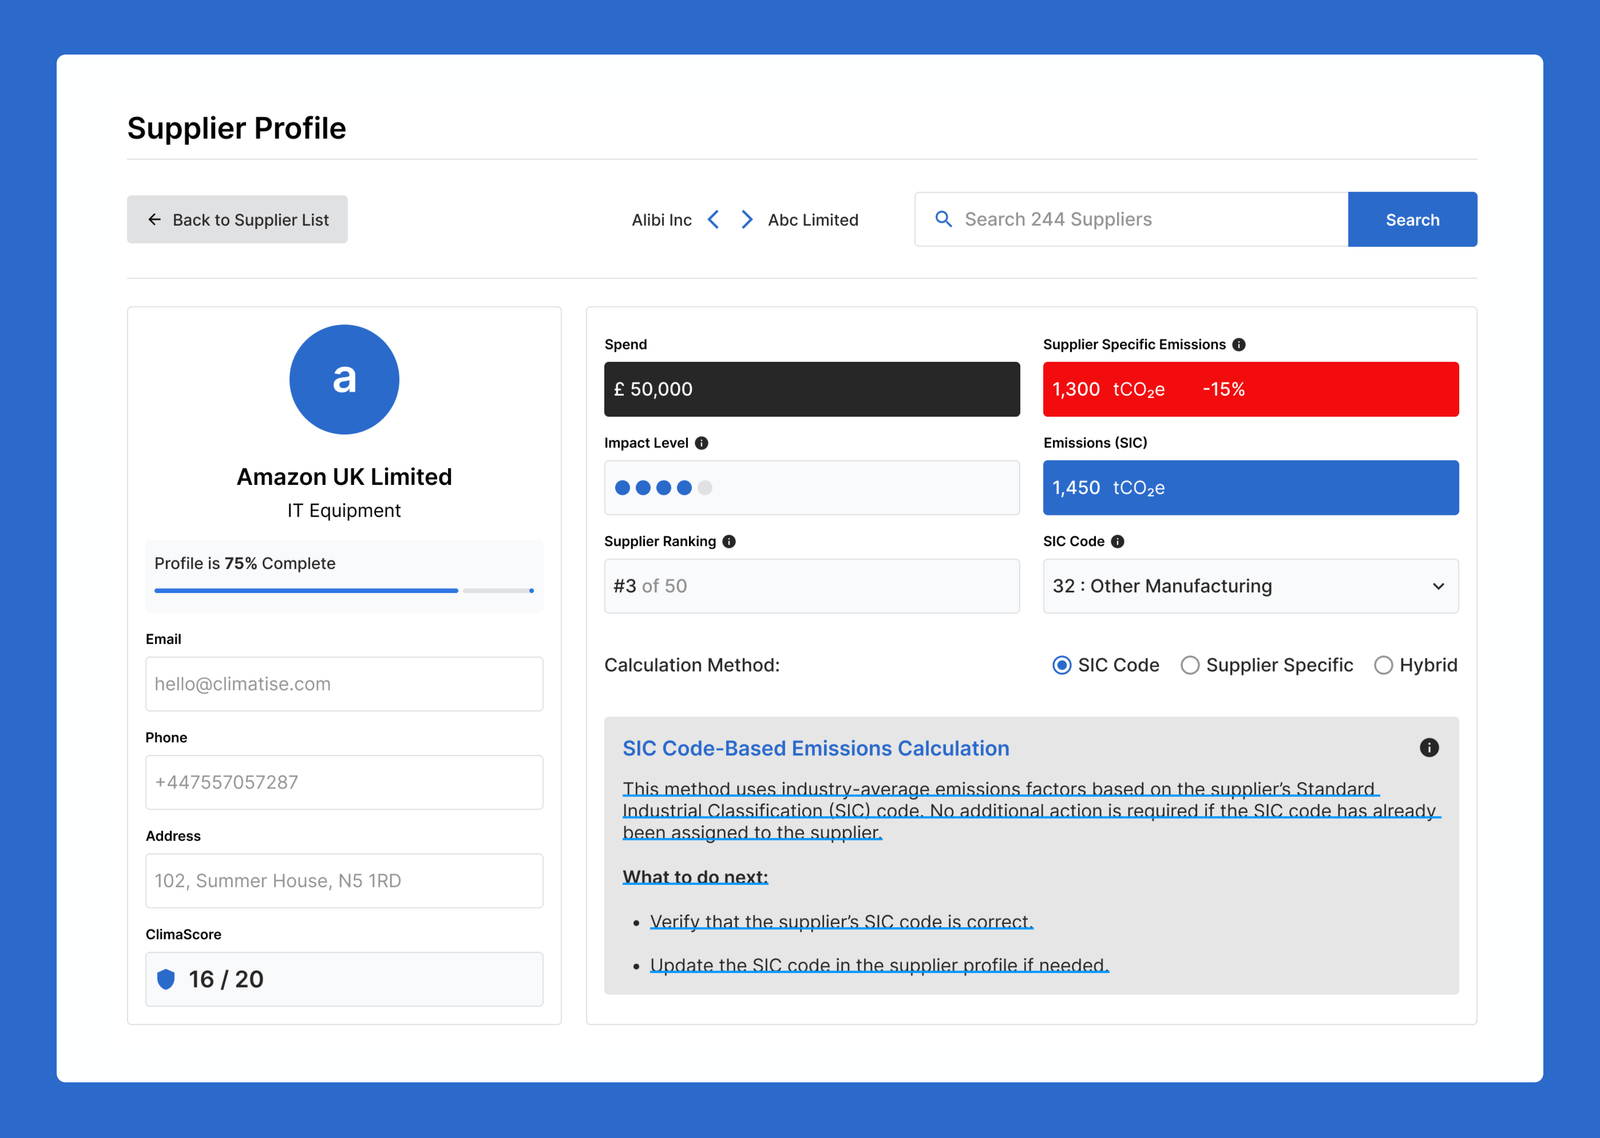 Supplier Profile
Back to Supplier List
Alibi Inc
Abc Limited
Search 244 Suppliers
Search
a
Amazon UK Limited
IT Equipment
Profile is 75% Complete
Email
hello@climatise.com
Phone
+447557057287
Address
102, Summer House, N5 1RD
ClimaScore
16 / 20
Spend
£ 50,000
Supplier Specific Emissions
1,300 tCO₂e -15%
Impact Level
Emissions (SIC)
1,450 tCO₂e
Supplier Ranking
#3 of 50
SIC Code
32 : Other Manufacturing
Calculation Method:
SIC Code
Supplier Specific
Hybrid
SIC Code-Based Emissions Calculation
This method uses industry-average emissions factors based on the supplier’s Standard
Industrial Classification (SIC) code. No additional action is required if the SIC code has already
been assigned to the supplier.
What to do next:
• Verify that the supplier’s SIC code is correct.
• Update the SIC code in the supplier profile if needed.